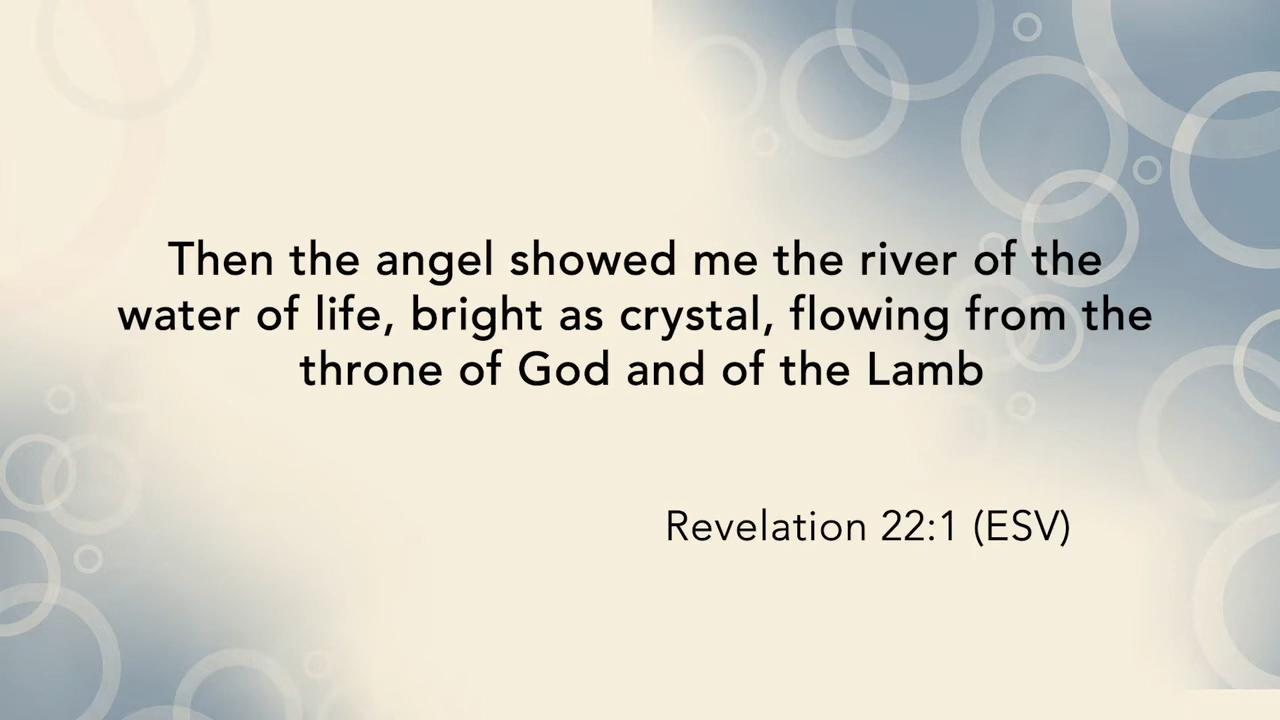 Then the angel showed me the river of the
water of life, bright as crystal, flowing from the
throne of God and of the Lamb
Revelation 22:1 (ESV)